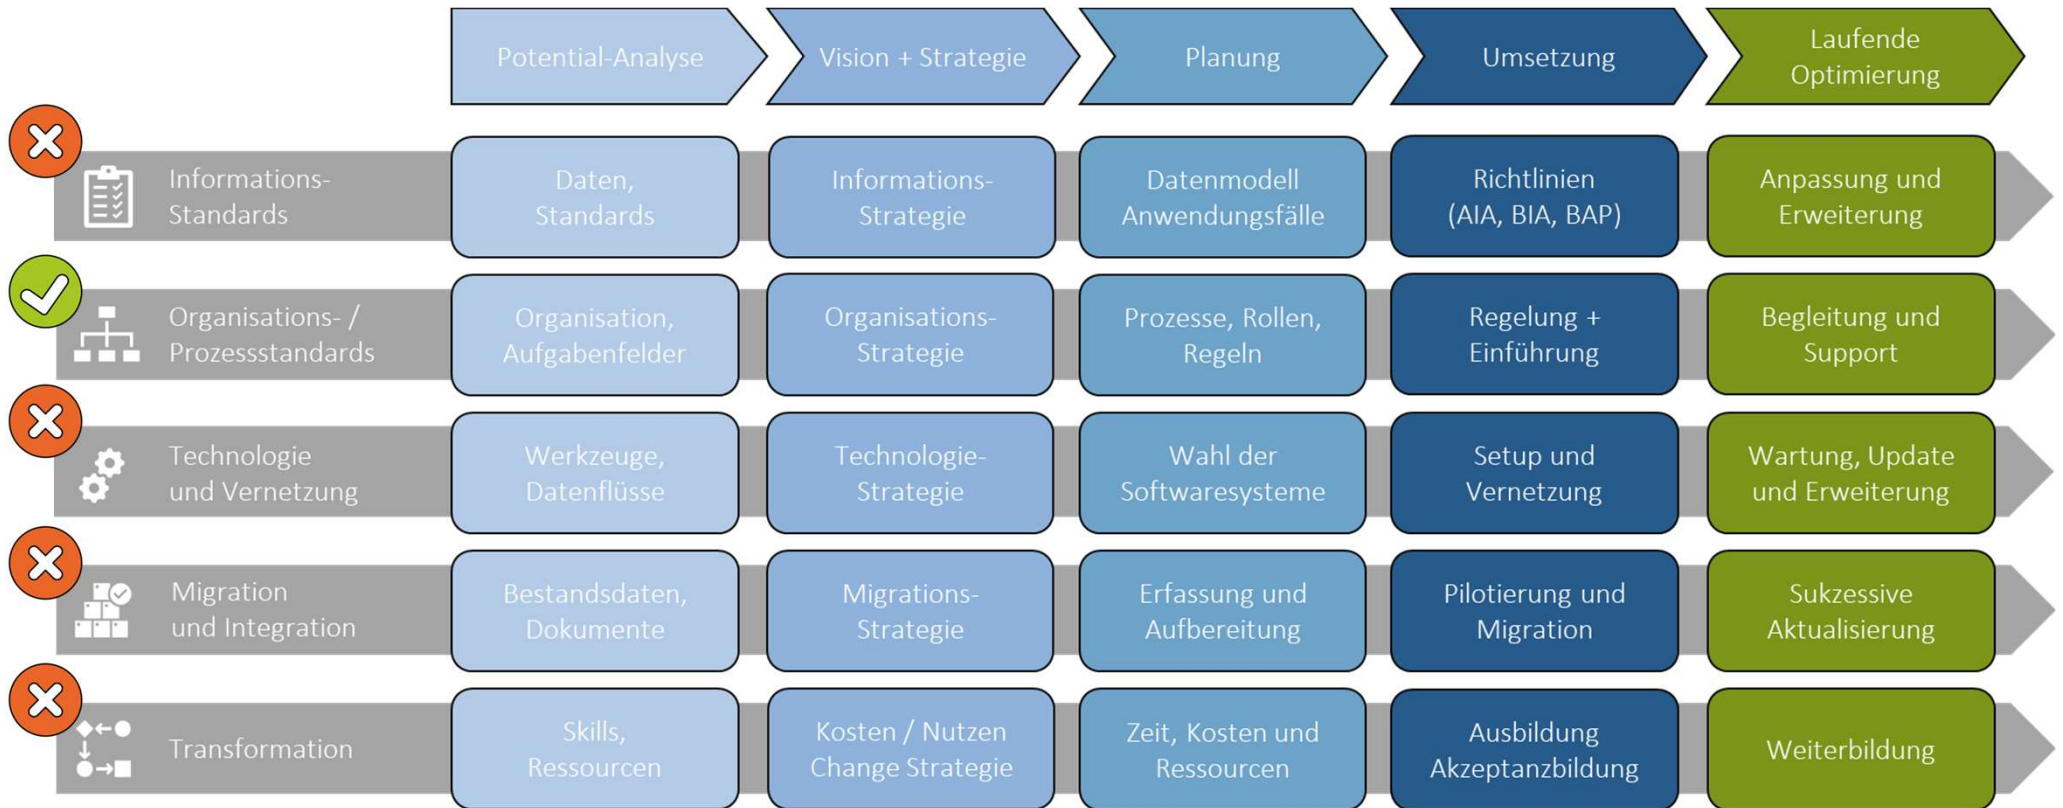 Potential-Analyse
Vision + Strategie
Planung
Umsetzung
Laufende
Optimierung
Informations-
Standards
Daten,
Standards
Informations-
Strategie
Datenmodell
Anwendungsfälle
Richtlinien
(AIA, BIA, BAP)
Anpassung und
Erweiterung
Organisations- /
Prozessstandards
Organisation,
Aufgabenfelder
Organisations-
Strategie
Prozesse, Rollen,
Regeln
Regelung +
Einführung
Begleitung und
Support
Technologie
und Vernetzung
Werkzeuge,
Datenflüsse
Technologie-
Strategie
Wahl der
Softwaresysteme
Setup und
Vernetzung
Wartung, Update
und Erweiterung
Migration
und Integration
Bestandsdaten,
Dokumente
Migrations-
Strategie
Erfassung und
Aufbereitung
Pilotierung und
Migration
Sukzessive
Aktualisierung
Transformation
Skills,
Ressourcen
Kosten / Nutzen
Change Strategie
Zeit, Kosten und
Ressourcen
Ausbildung
Akzeptanzbildung
Weiterbildung